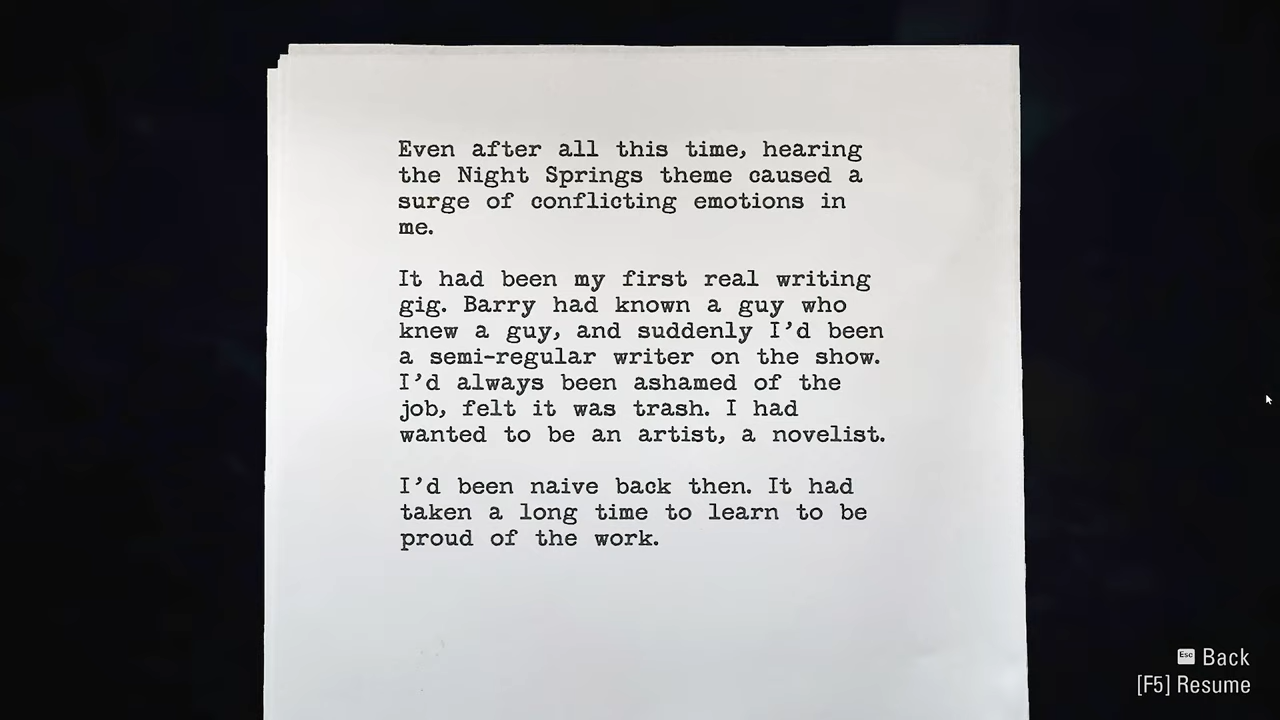 Even after all this time, hearing
the Night Springs theme caused a
surge of conflicting emotions in
me.
It had been my first real writing
gig. Barry had known a guy who
knew a guy, and suddenly I'd been
a semi-regular writer on the show.
I'd always been ashamed of the
job, felt it was trash. I had
wanted to be an artist, a novelist.
I'd been naive back then. It had
taken a long time to learn to be
proud of the work.
Esc Back
[F5] Resume